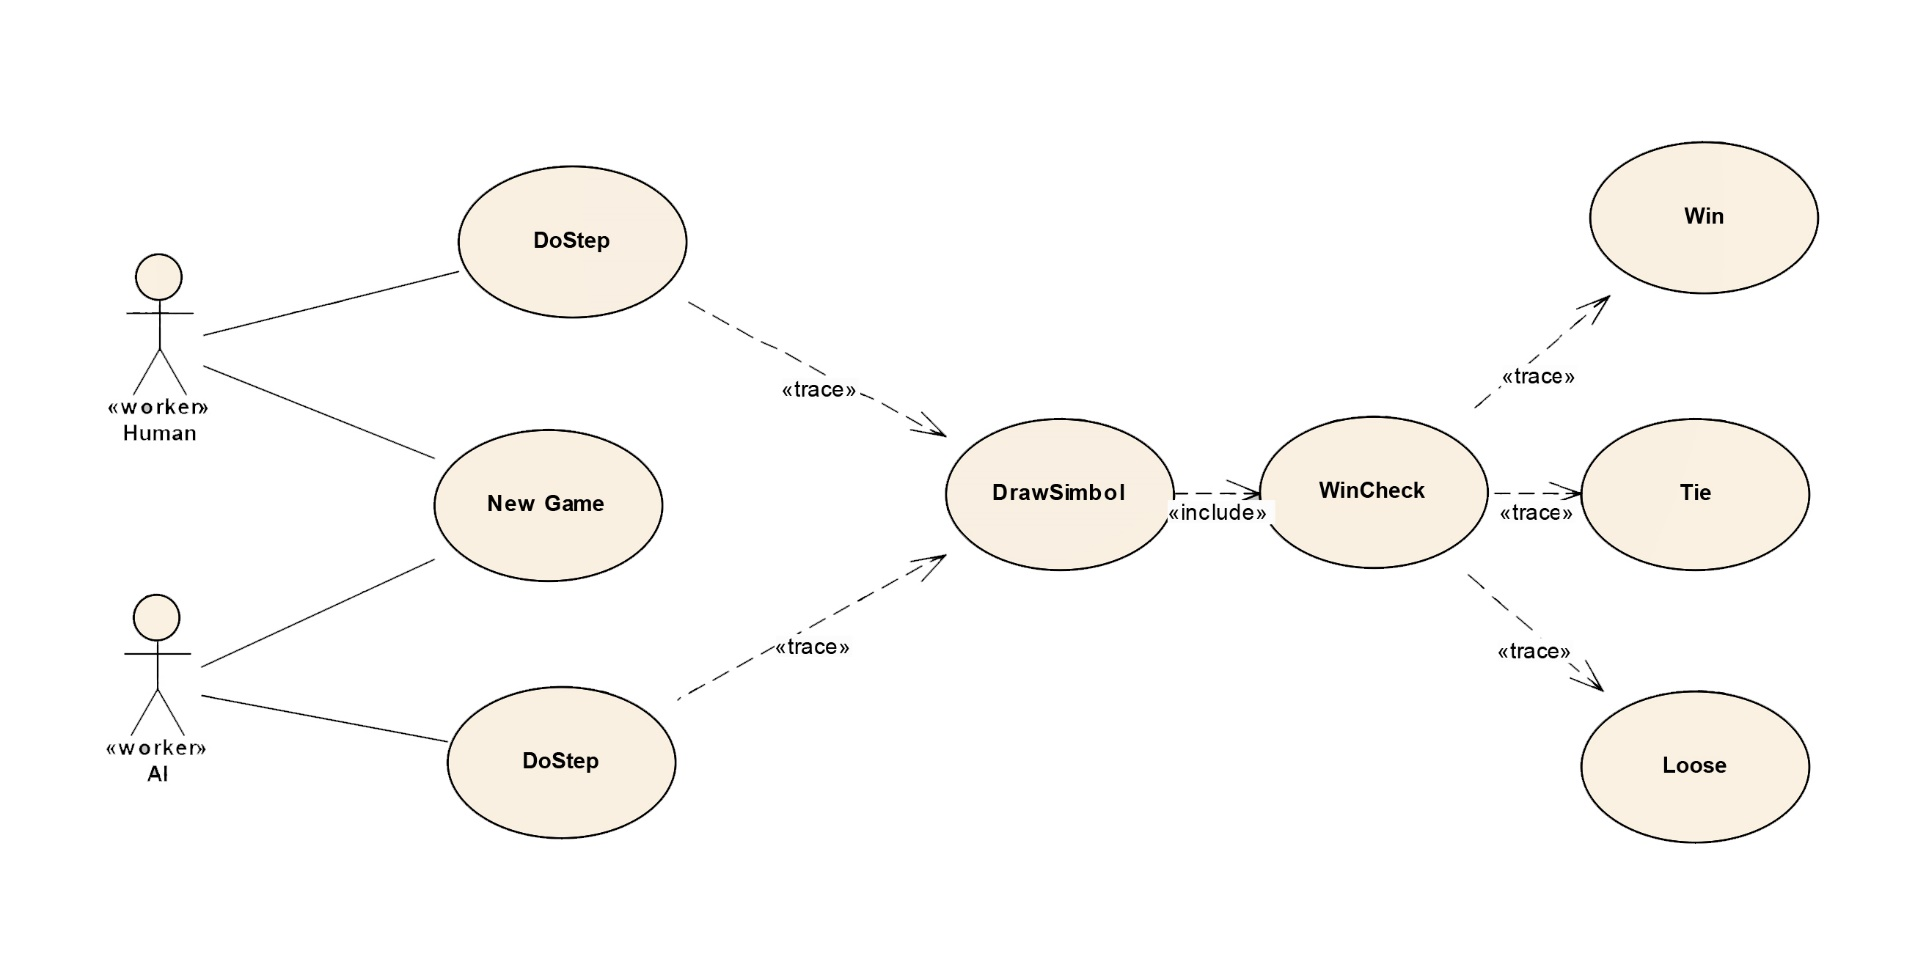 DoStep
Win
«worker»
Human
«trace»
«trace»
New Game
DrawSimbol
«include»
WinCheck
«trace»
Tie
«trace»
«trace»
«worker»
AI
DoStep
Loose